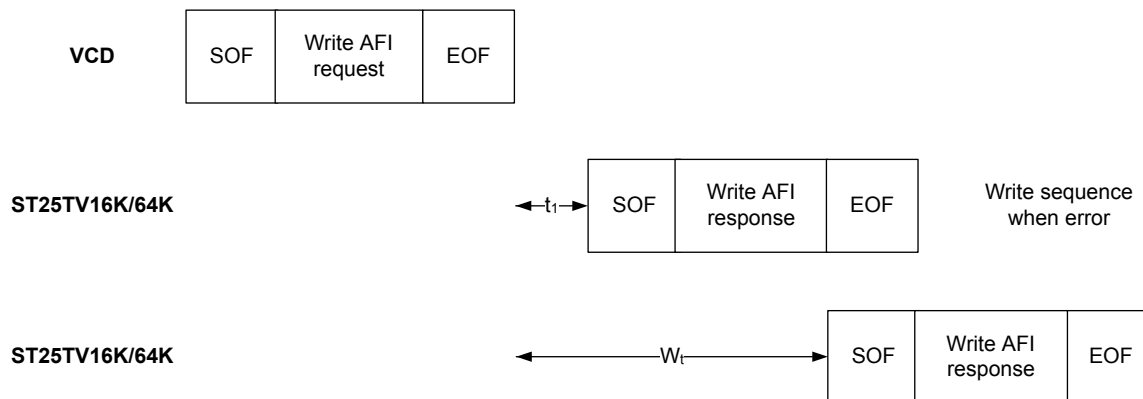 VCD
SOF
Write AFI
request
EOF
ST25TV16K/64K
t1
SOF
Write AFI
response
EOF
Write sequence
when error
ST25TV16K/64K
Wt
SOF
Write AFI
response
EOF